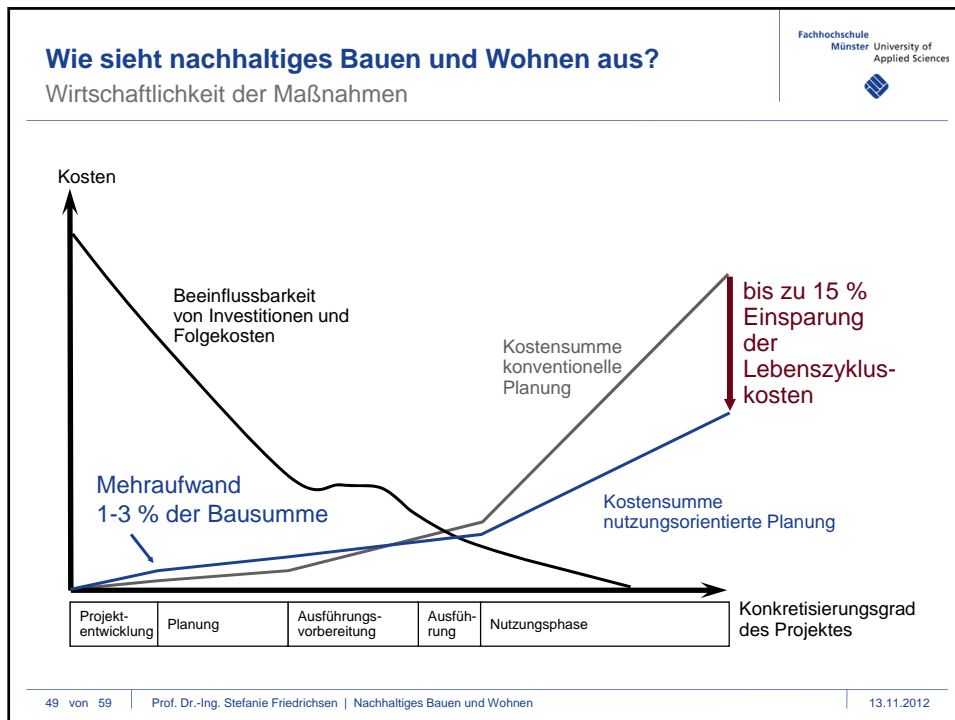 Wie sieht nachhaltiges Bauen und Wohnen aus?
Wirtschaftlichkeit der Maßnahmen
Fachhochschule
Münster University of
Applied Sciences
Kosten
Beeinflussbarkeit
von Investitionen und
Folgekosten
Kostensumme
konventionelle
Planung
bis zu 15 %
Einsparung
der
Lebenszyklus-
kosten
Mehraufwand
1-3 % der Bausumme
Kostensumme
nutzungsorientierte Planung
Projekt-
entwicklung
Planung
Ausführungs-
vorbereitung
Ausfüh-
rung
Nutzungsphase
Konkretisierungsgrad
des Projektes
49 von 59
Prof. Dr.-Ing. Stefanie Friedrichsen | Nachhaltiges Bauen und Wohnen
13.11.2012